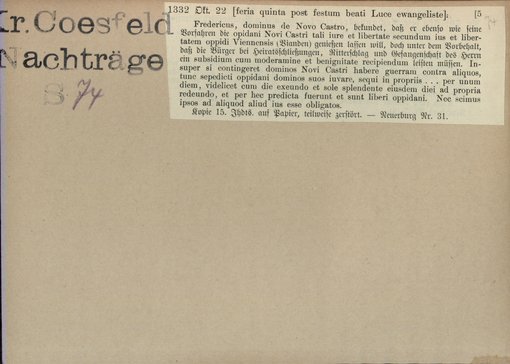 Kr. Coesfeld
Nachträge
S 74
1332 Okt. 22 [feria quinta post festum beati Luce ewangeliste]: [5
Fredericus, dominus de Novo Castro, bekundet, daß er ebenso wie seine
Vorfahren die opidani Novi Castri tali iure et libertate secundum ius et liber-
tatem oppidi Viennensis (Vianden) genießen lassen will, doch unter dem Vorbehalt,
daß die Bürger bei Heiratschließungen, Ritterschlag und Gefangenschaft des Herrn
ein subsidium cum moderamine et benignitate recipiendum leisten müssen. In-
super si contingeret dominos Novi Castri habere guerram contra aliquos,
tunc sepedicti oppidani dominos suos iuvare, sequi in propriis . . . per unum
diem, videlicet cum die exeundo et sole splendente eiusdem diei ad propria
redeundo, et per hec predicta fuerunt et sunt liberi oppidani. Nec scimus
ipsos ad aliquod aliud ius esse obligatos.
Kopie 15. Jhdts. auf Papier, teilweise zerstört. — Neuerburg Nr. 31.